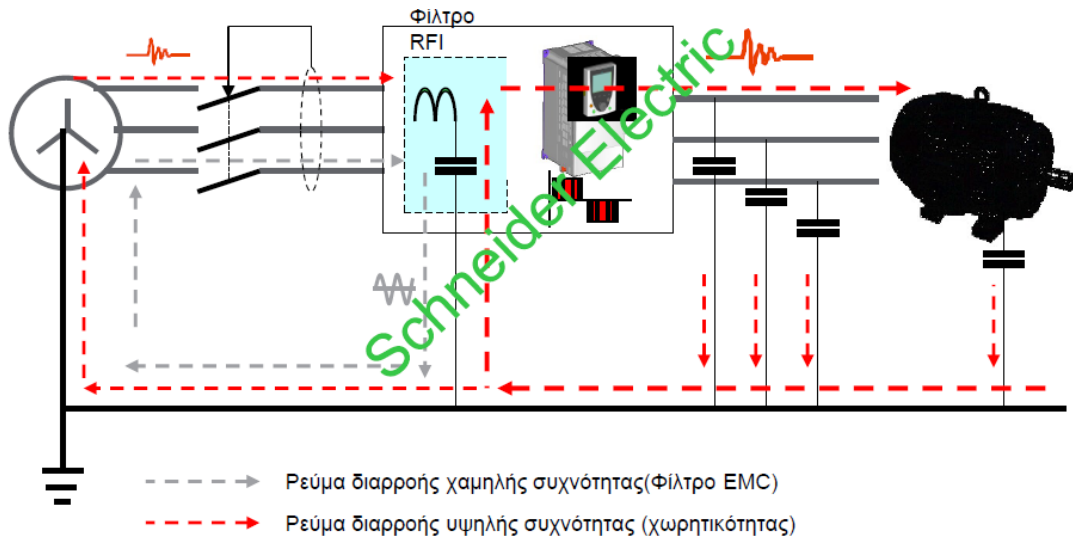 Φίλτρο
RFI
Schneider Electric
Ρεύμα διαρροής χαμηλής συχνότητας(Φίλτρο EMC)
Ρεύμα διαρροής υψηλής συχνότητας (χωρητικότητας)